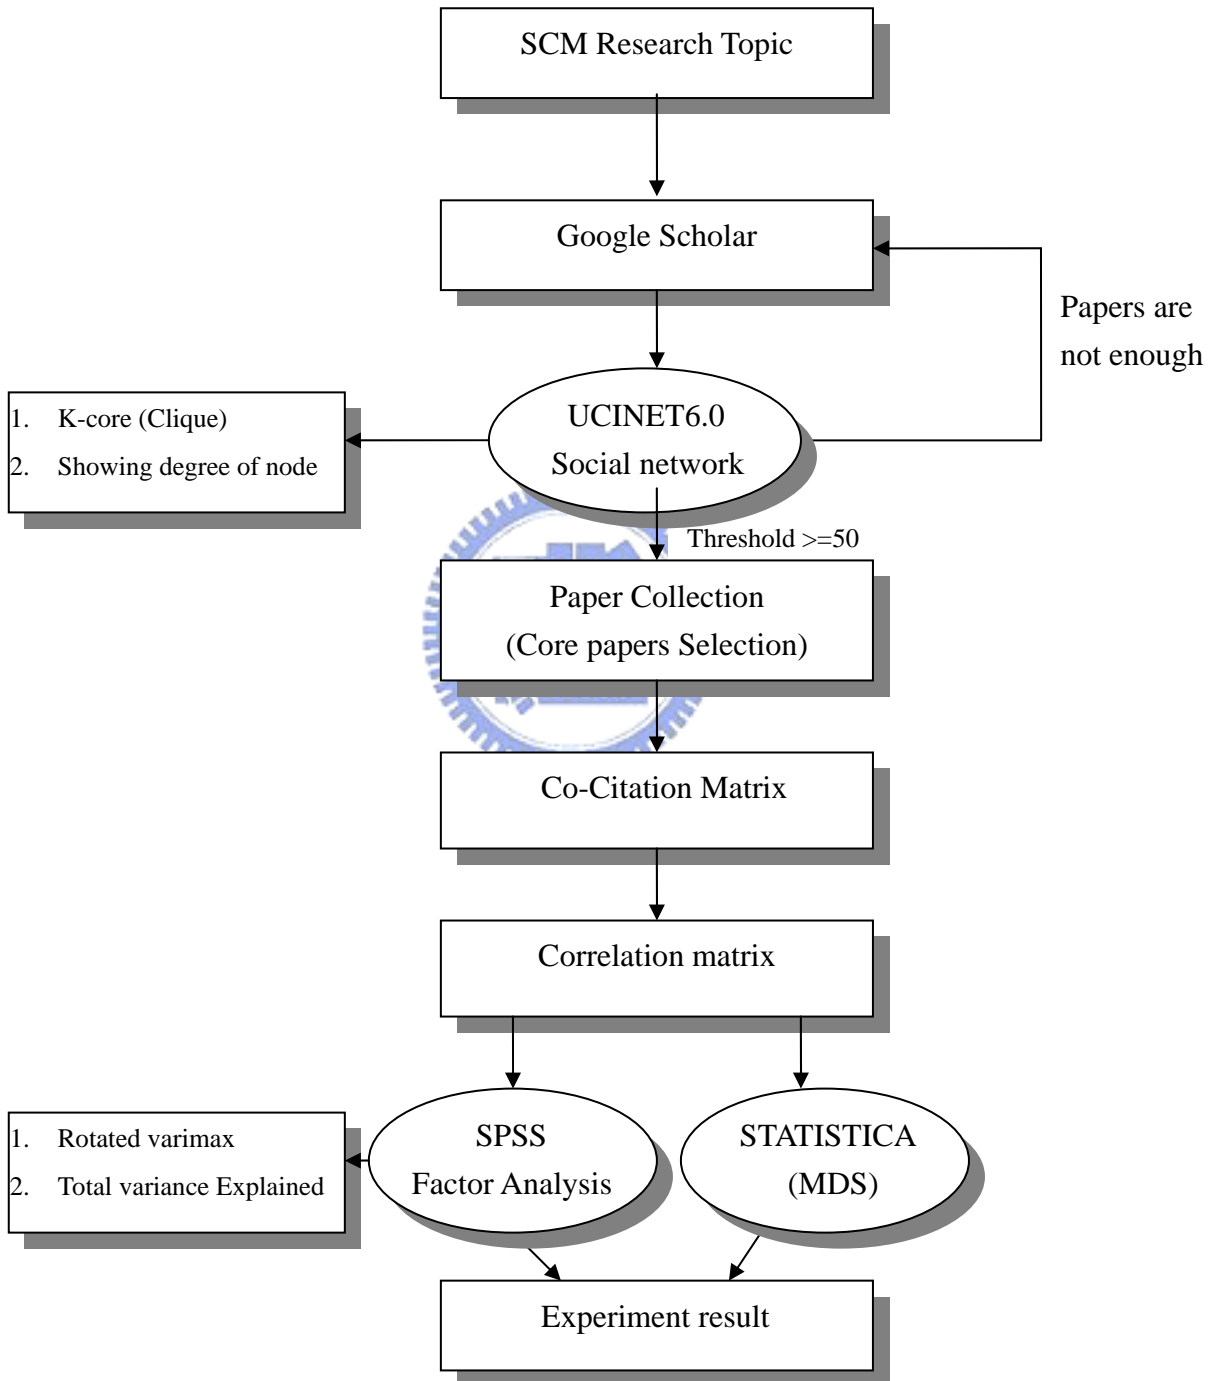 SCM Research Topic
Google Scholar
Papers are
not enough
UCINET6.0
Social network
1. K-core (Clique)
2. Showing degree of node
Threshold >=50
Paper Collection
(Core papers Selection)
Co-Citation Matrix
Correlation matrix
SPSS
Factor Analysis
STATISTICA
(MDS)
1. Rotated varimax
2. Total variance Explained
Experiment result